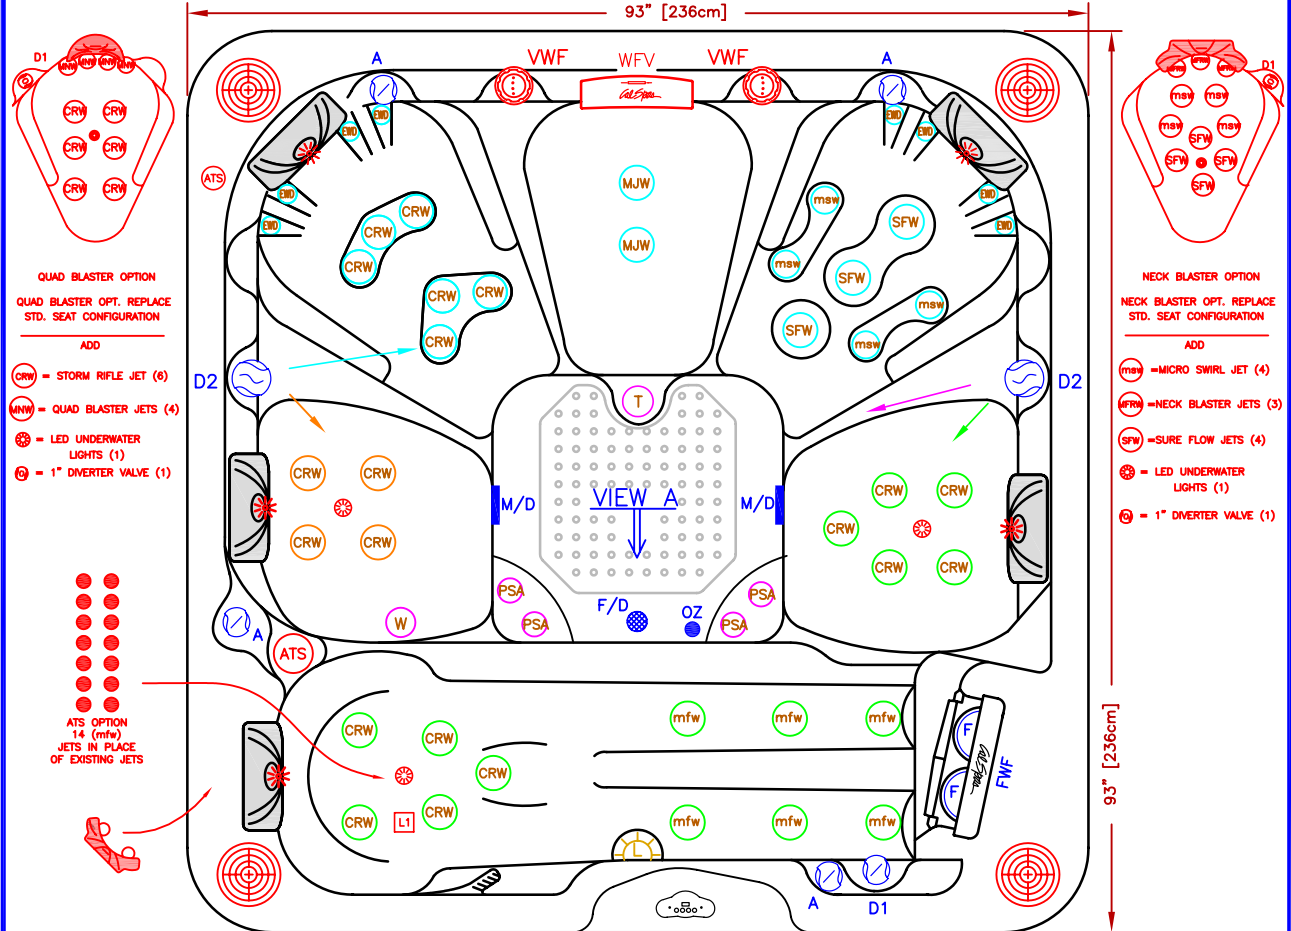 93” [236cm]
D1
MNW MNW MNW MNW
CRW CRW
CRW CRW
CRW CRW
QUAD BLASTER OPTION
QUAD BLASTER OPT. REPLACE
STD. SEAT CONFIGURATION
ADD
CRW = STORM RIFLE JET (6)
MNW = QUAD BLASTER JETS (4)
= LED UNDERWATER
LIGHTS (1)
= 1” DIVERTER VALVE (1)
ATS OPTION
14 (mfw)
JETS IN PLACE
OF EXISTING JETS
A
VWF
WFV
VWF
A
Cal Spas
ATS
EWD
EWD
EWD
EWD
EWD
EWD
EWD
EWD
MJW
MJW
CRW
CRW
CRW
CRW
CRW
CRW
msw
SFW
msw
SFW
msw
SFW
msw
D2
D2
T
CRW CRW
CRW CRW
W
M/D
VIEW A
M/D
CRW CRW
CRW
CRW CRW
PSA
PSA
F/D
OZ
PSA
PSA
A
ATS
CRW
CRW
CRW
CRW
CRW
L1
mfw mfw mfw
mfw mfw mfw
L
F
F
Cal Spas
FWF
A
D1
D1
MFRW MFRW MFRW
msw msw
msw msw
SFW
SFW SFW
SFW
NECK BLASTER OPTION
NECK BLASTER OPT. REPLACE
STD. SEAT CONFIGURATION
ADD
msw =MICRO SWIRL JET (4)
MFRW =NECK BLASTER JETS (3)
SFW =SURE FLOW JETS (4)
= LED UNDERWATER
LIGHTS (1)
= 1” DIVERTER VALVE (1)
93” [236cm]